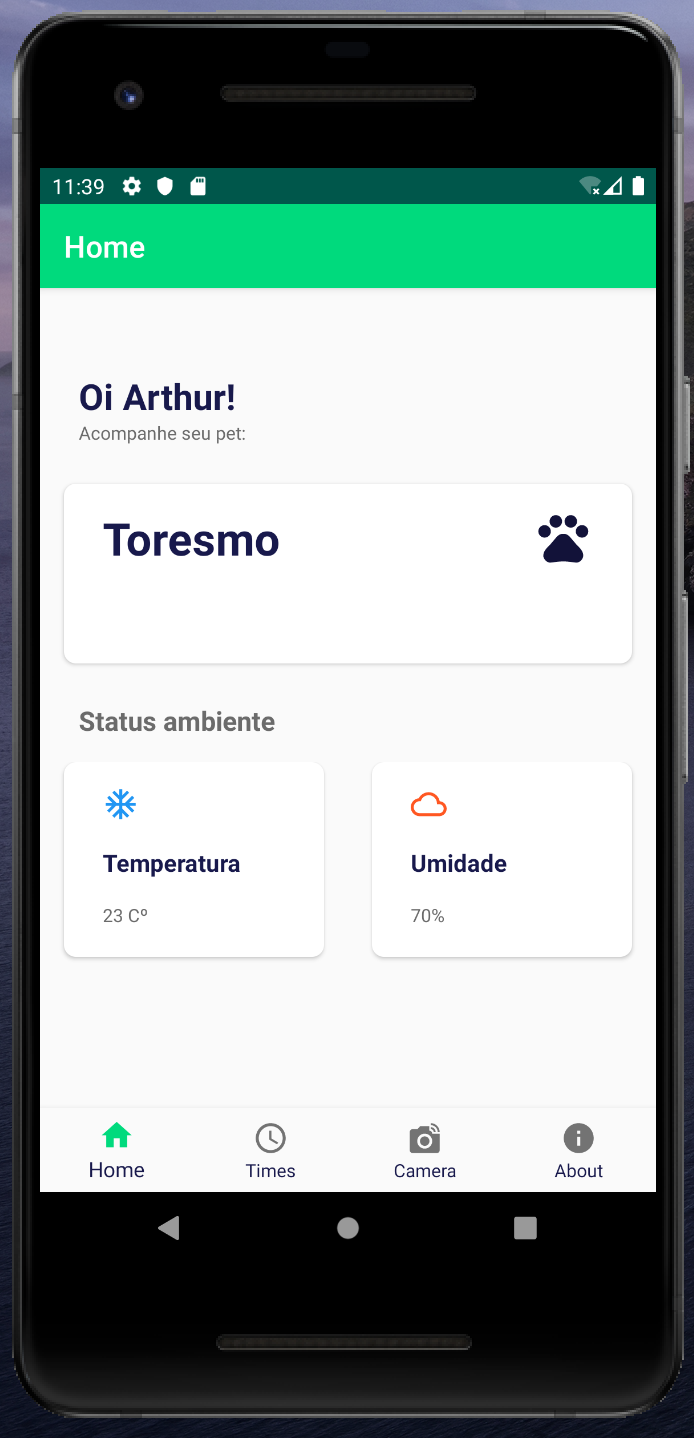 11:39
Home
Oi Arthur!
Acompanhe seu pet:
Toresmo
Status ambiente
Temperatura
23 Cº
Umidade
70%
Home
Times
Camera
About